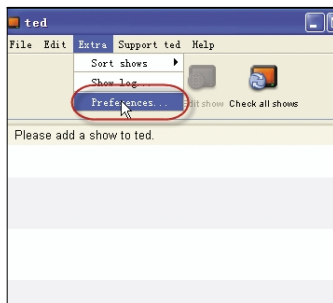 ted
File Edit Extra Support ted Help
Sort shows
Show log...
Preferences...
Edit show Check all shows
Please add a show to ted.